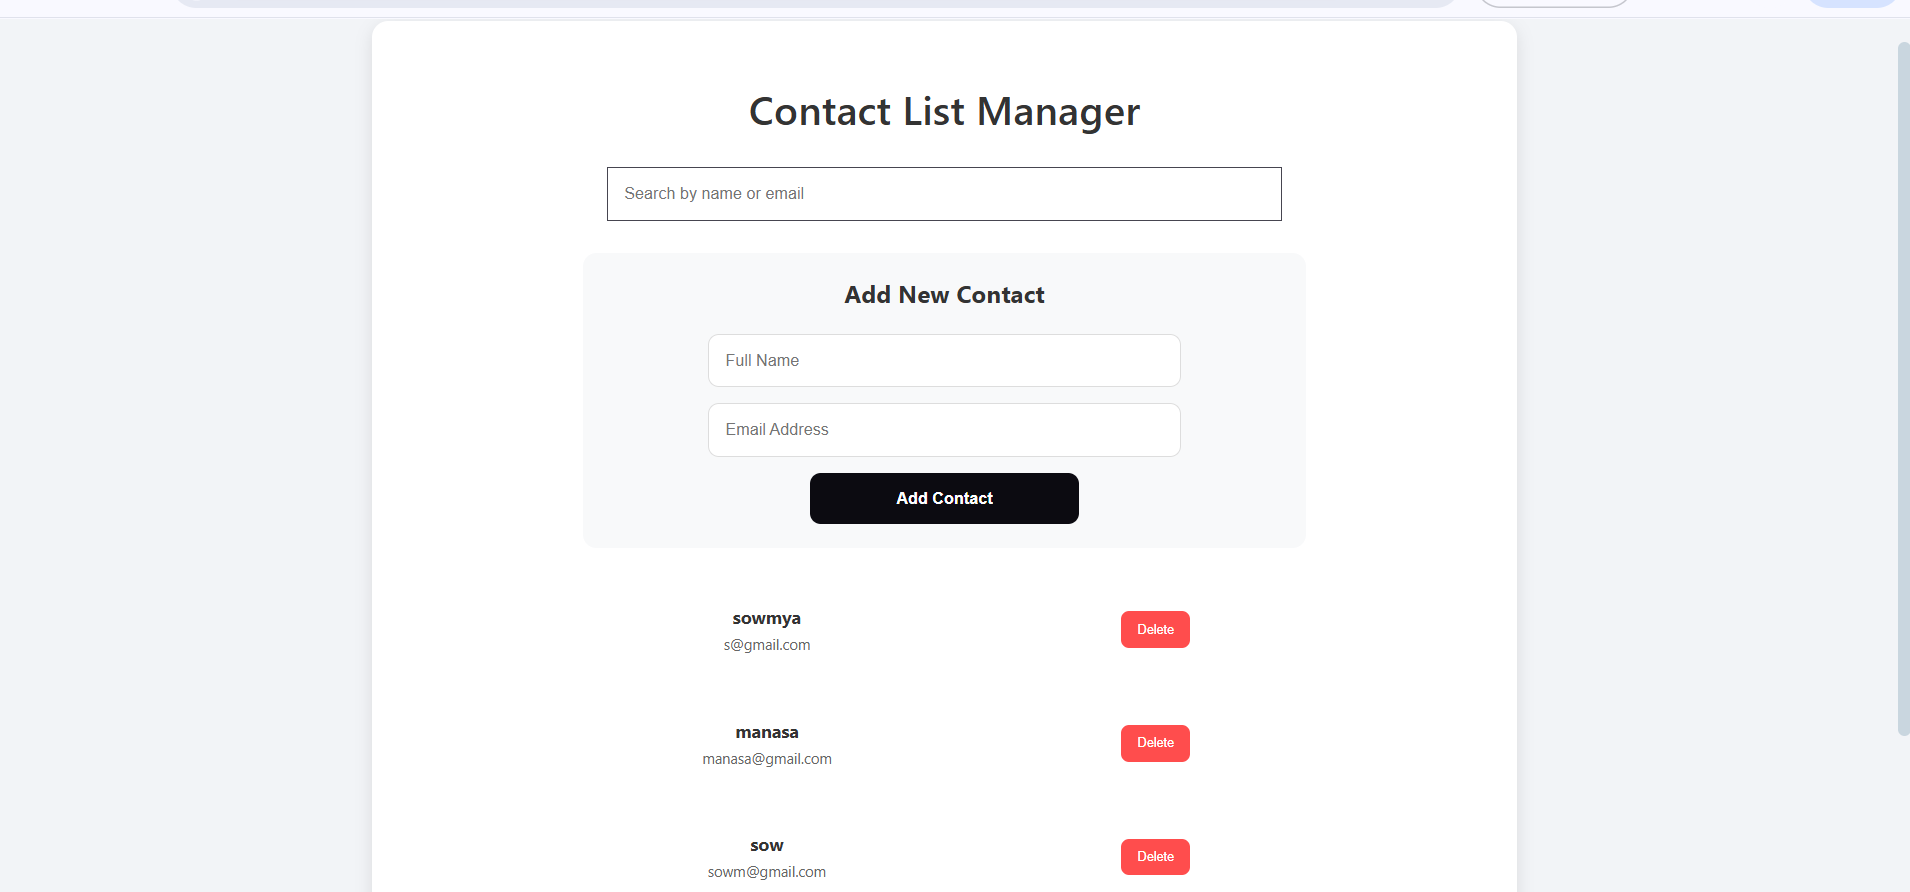 Contact List Manager
Search by name or email
Add New Contact
Full Name
Email Address
Add Contact
sowmya
s@gmail.com
Delete
manasa
manasa@gmail.com
Delete
sow
sowm@gmail.com
Delete